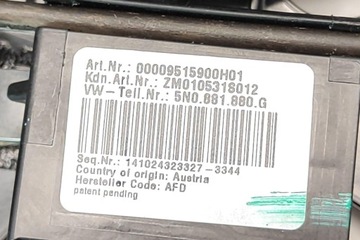 Art.Nr.: 00009515900H01
Kdn.Art.Nr.: ZM010531S012
VW-Teil.Nr.: 5N0.881.880.G
Seq.Nr.: 141024323327-3344
Country of origin: Austria
Hersteller Code: AFD
patent pending